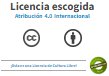 Licencia escogida
Atribución 4.0 Internacional
¡Esta es una Licencia de Cultura Libre!